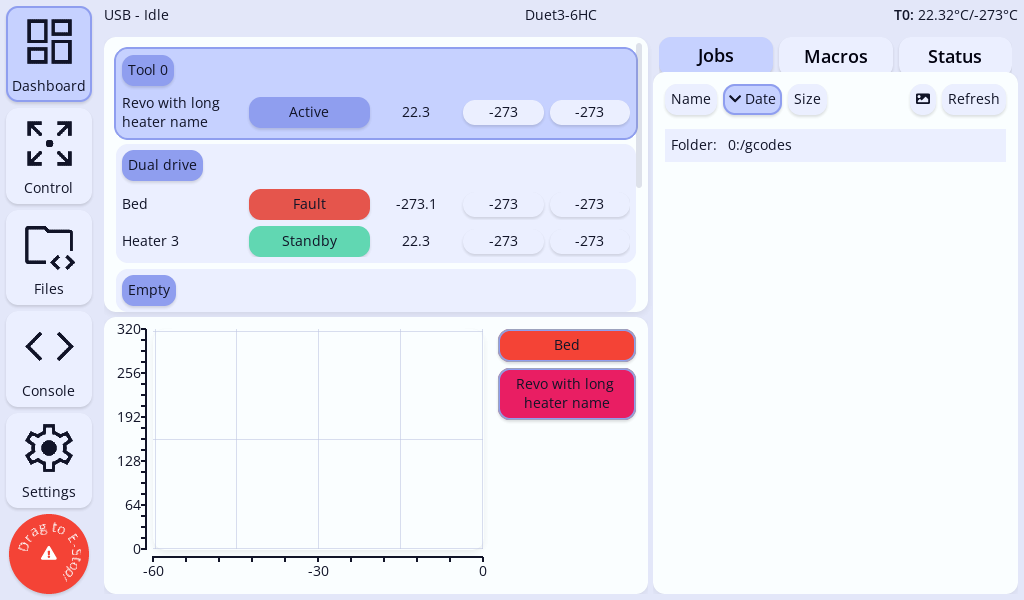 USB - Idle
Duet3-6HC
T0: 22.32°C/-273°C
Dashboard
Control
Files
Console
Settings
Drag to E-Stop!
Tool 0
Revo with long
heater name
Active
22.3
-273
-273
Dual drive
Bed
Fault
-273.1
-273
-273
Heater 3
Standby
22.3
-273
-273
Empty
320
256
192
128
64
0
-60
-30
0
Bed
Revo with long
heater name
Jobs
Macros
Status
Name
Date
Size
Refresh
Folder: 0:/gcodes